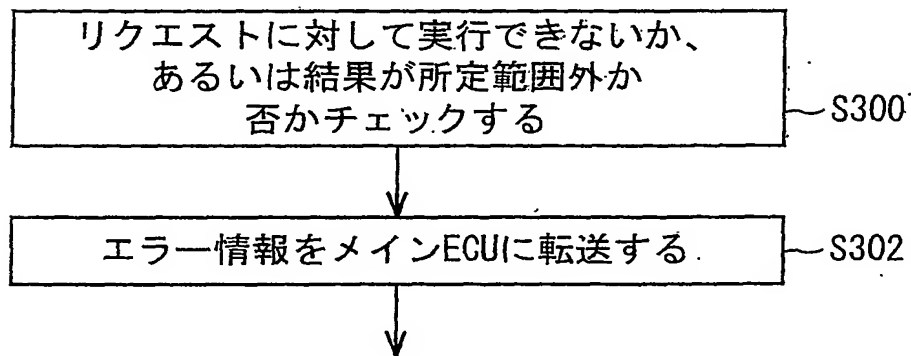 リクエストに対して実行できないか、
あるいは結果が所定範囲外か
否かチェックする
S300
エラー情報をメインECUに転送する
S302